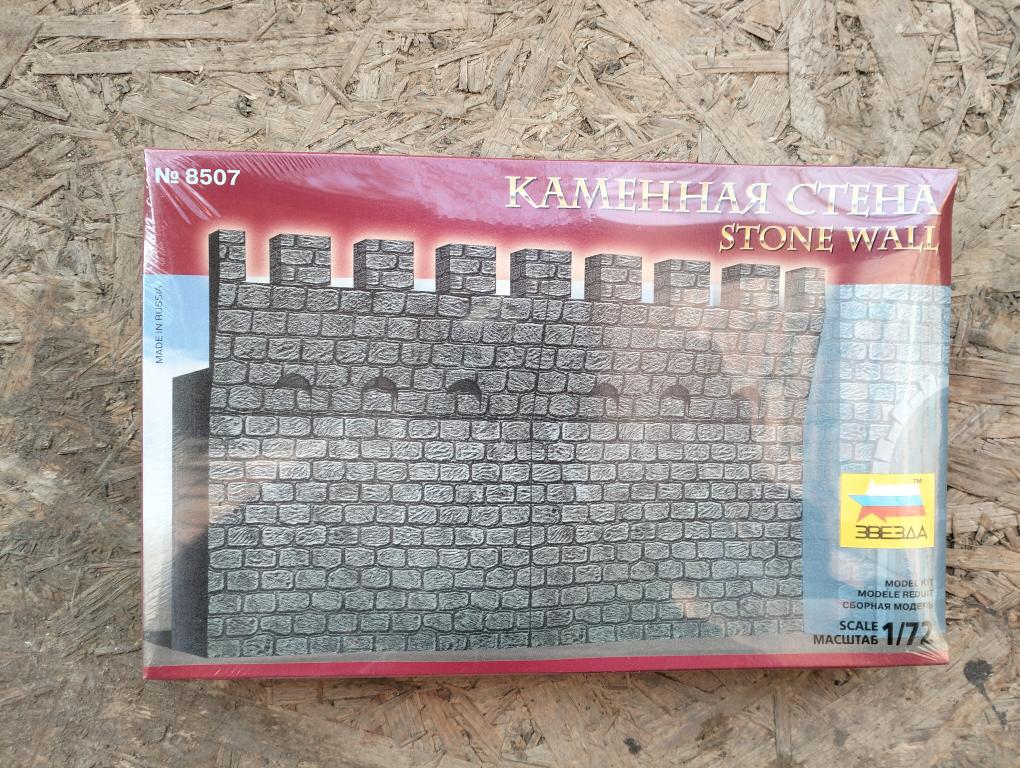 № 8507
КАМЕННАЯ СТЕНА
STONE WALL
MADE IN RUSSIA
TM
ЗВЕЗДА
MODEL KIT
MODELE REDUIT
СБОРНАЯ МОДЕЛЬ
SCALE
МАСШТАБ 1/72